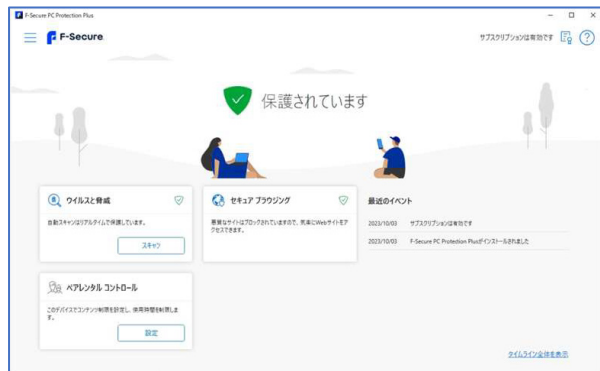 F-Secure PC Protection Plus
F-Secure
サブスクリプションは有効です
保護されています
ウイルスと脅威
自動スキャンはリアルタイムで保護しています。
スキャン
セキュア ブラウジング
悪質なサイトはブロックされていますので、気楽にWebサイトをア
クセスできます。
最近のイベント
2023/10/03 サブスクリプションは有効です
2023/10/03 F-Secure PC Protection Plusがインストールされました
ペアレンタル コントロール
このデバイスでコンテンツ制限を設定し、使用時間を制限しま
す。
設定
タイムライン全体を表示